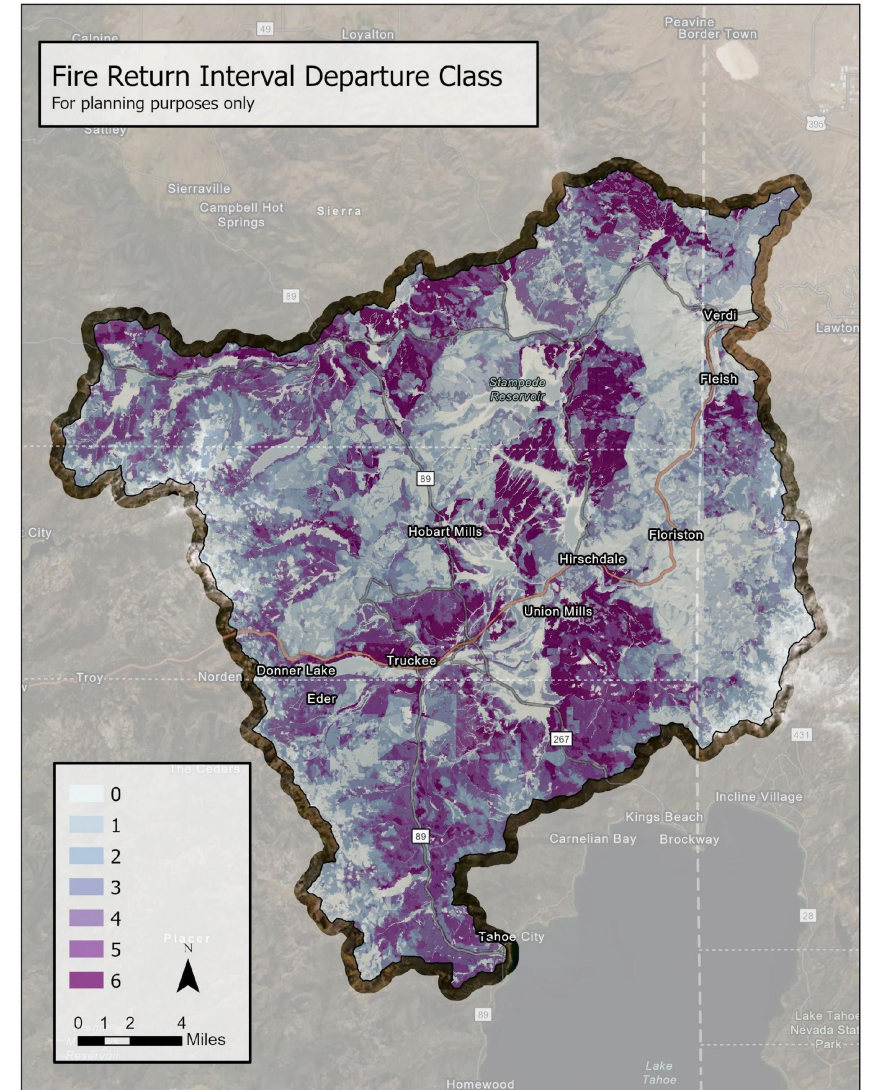 49
Loyalton
Peavine
Border Town
Calpine
Fire Return Interval Departure Class
For planning purposes only
Sattley
395
Sierraville
Campbell Hot
Springs
Sierra
89
Verdi
Lawton
Fleish
Stampede
Reservoir
89
City
Hobart Mills
Floriston
Hirschdale
Union Mills
Truckee
Donner Lake
Troy
Norden
Eder
267
431
The Cedars
0
1
2
3
4
5
6
Incline Village
Kings Beach
Carnelian Bay
Brockway
89
28
Placer
N
Tahoe City
0 1 2 4
Miles
89
Lake Tahoe
Nevada Stat
Park
Lake
Tahoe
Homewood